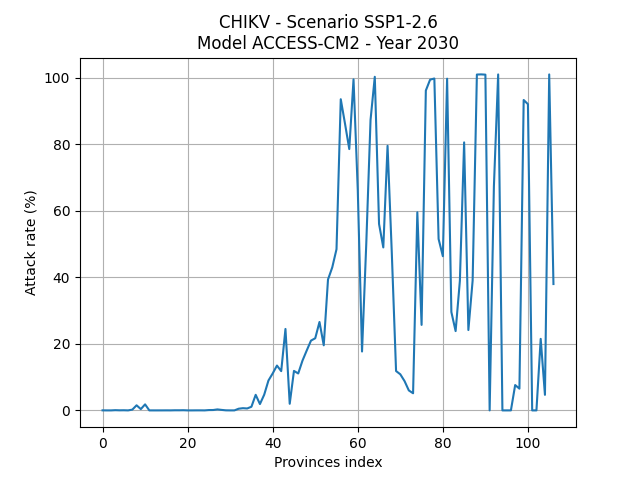 CHIKV - Scenario SSP1-2.6
Model ACCESS-CM2 - Year 2030
100
80
60
40
20
0
Attack rate (%)
0 20 40 60 80 100
Provinces index